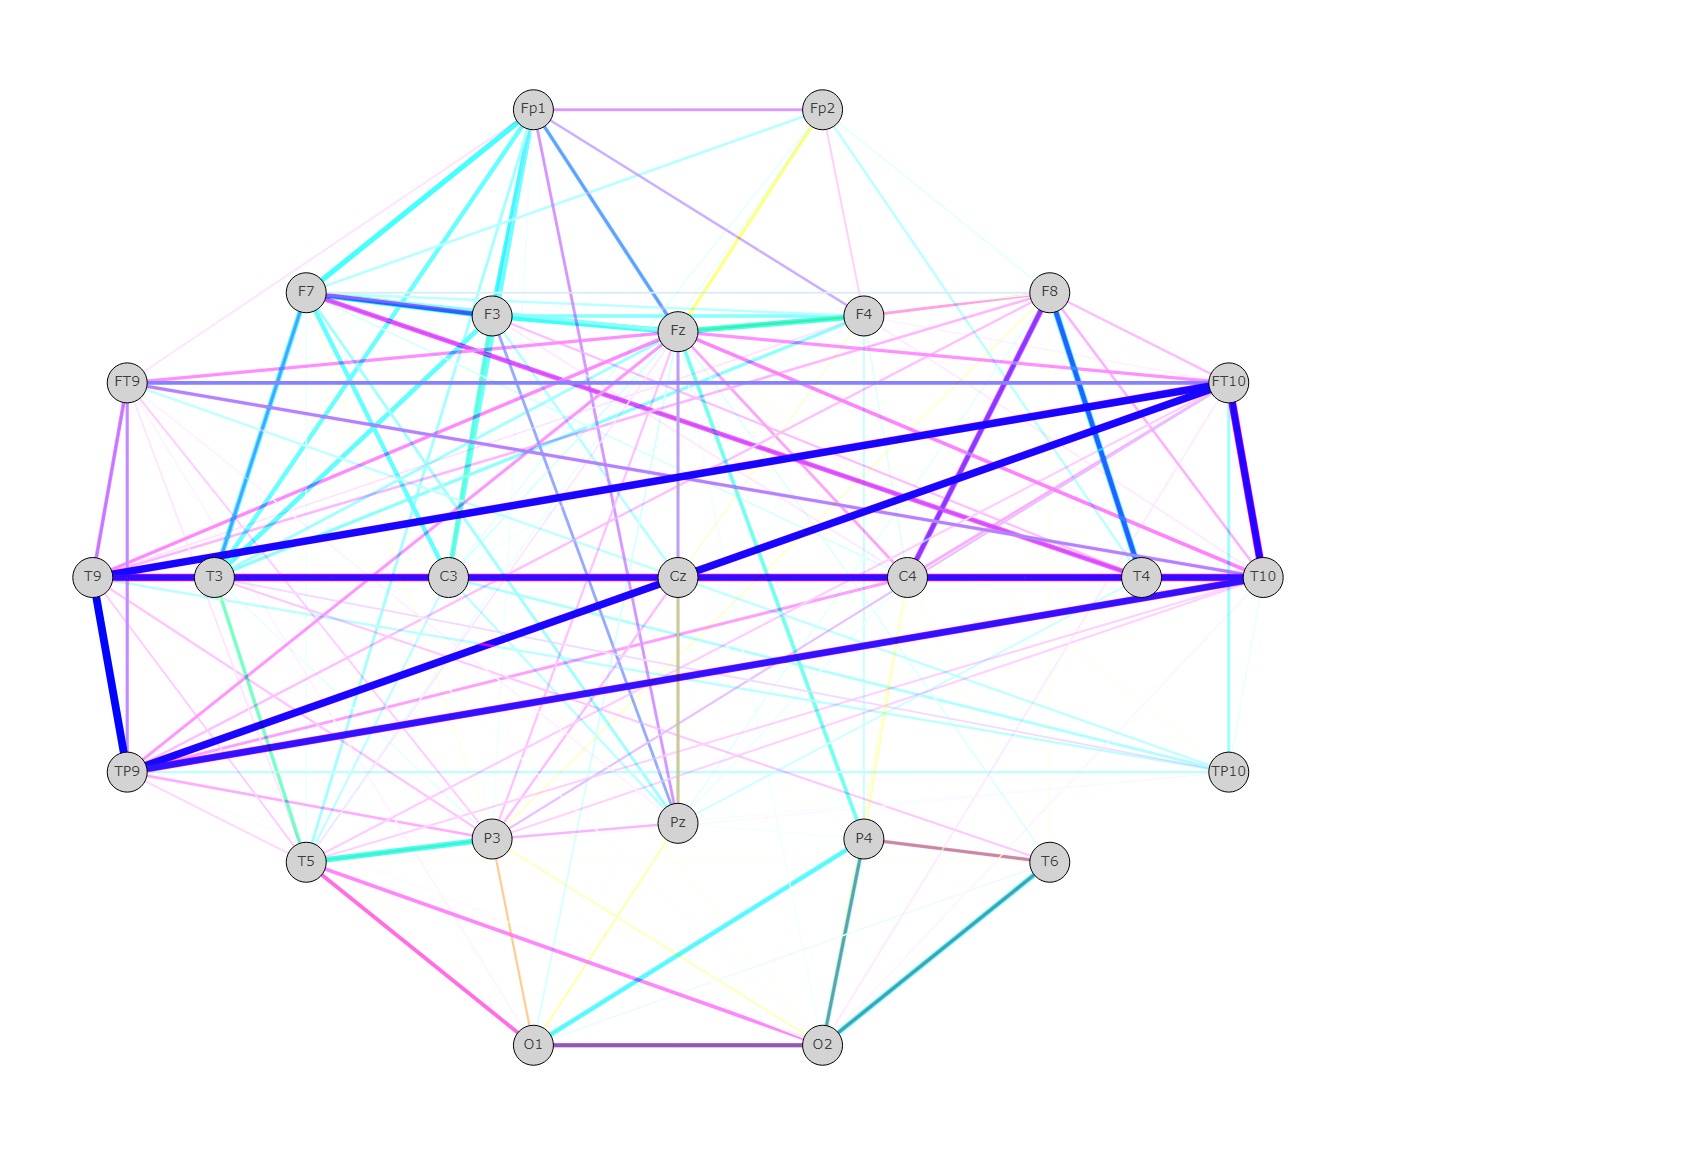 Fp1 Fp2
F7 F3 Fz F4 F8
FT9 FT10
T9 T3 C3 Cz C4 T4 T10
TP9 TP10
T5 P3 Pz P4 T6
O1 O2